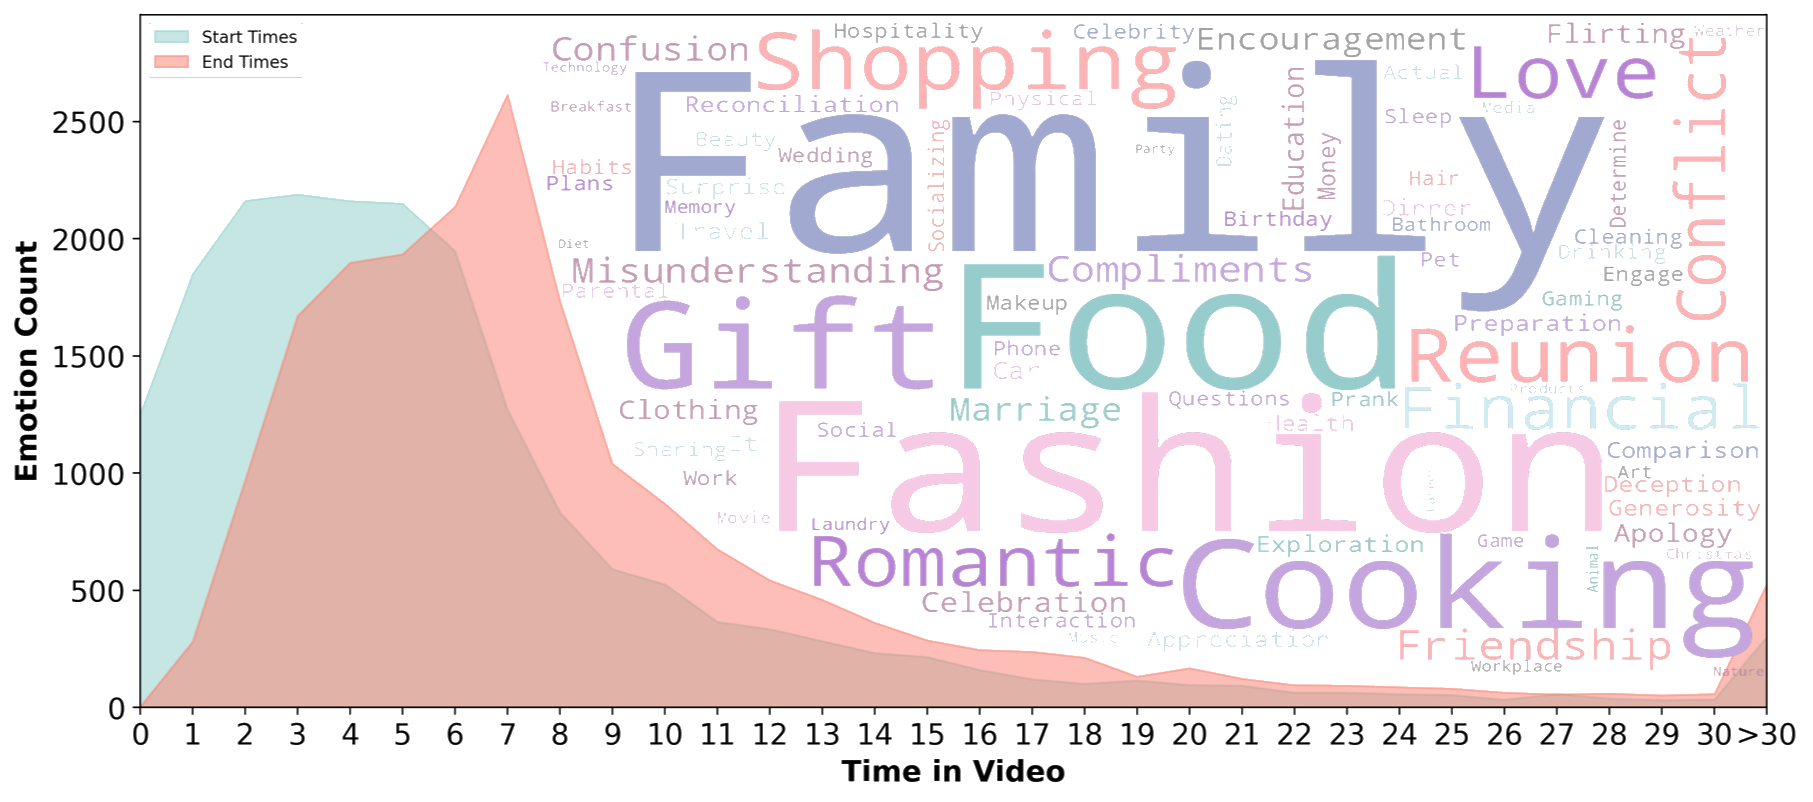 Start Times
End Times
Emotion Count
2500
2000
1500
1000
500
0
Hospitality
Celebrity
Confusion
Shopping
Encouragement
Flirting
Weather
Technology
Family
Actual
Love
conflict
Breakfast
Reconciliation
Physical
Dating
Education
Sleep
Media
Beauty
Socializing
Party
Money
Determine
Wedding
Habits
Plans
Surprise
Hair
Memory
Birthday
Dinner
Travel
Bathroom
Diet
Cleaning
Drinking
Misunderstanding
Compliments
Pet
Engage
Parental
Makeup
Food
Gaming
Gift
Preparation
Phone
Reunion
Car
Products
Clothing
Marriage
Questions
Prank
Financial
Social
Health
Fashion
Sharing
Comparison
Work
Art
Deception
Movie
Laundry
Generosity
Romantic
Exploration
Game
Apology
Cooking
Animal
Christmas
Celebration
Interaction
Music
Appreciation
Friendship
Workplace
Nature
0 1 2 3 4 5 6 7 8 9 10 11 12 13 14 15 16 17 18 19 20 21 22 23 24 25 26 27 28 29 30 >30
Time in Video